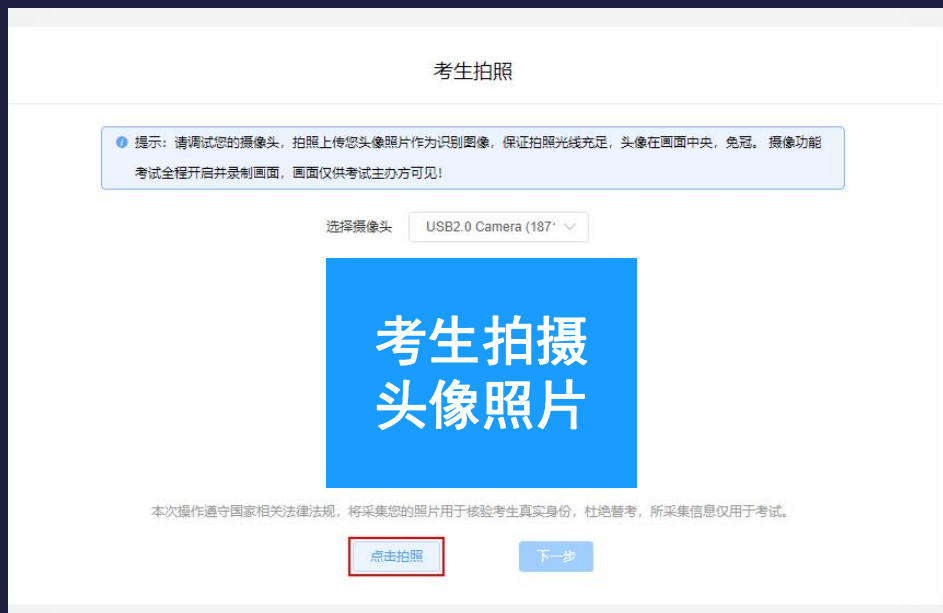 考生拍照
提示：请调试您的摄像头，拍照上传您头像照片作为识别图像，保证拍照光线充足，头像在画面中央，免冠。 摄像功能
考试全程开启并录制画面，画面仅供考试主办方可见！
选择摄像头 USB2.0 Camera (187
考生拍摄
头像照片
本次操作遵守国家相关法律法规，将采集您的照片用于核验考生真实身份，杜绝替考，所采集信息仅用于考试。
点击拍照 下一步